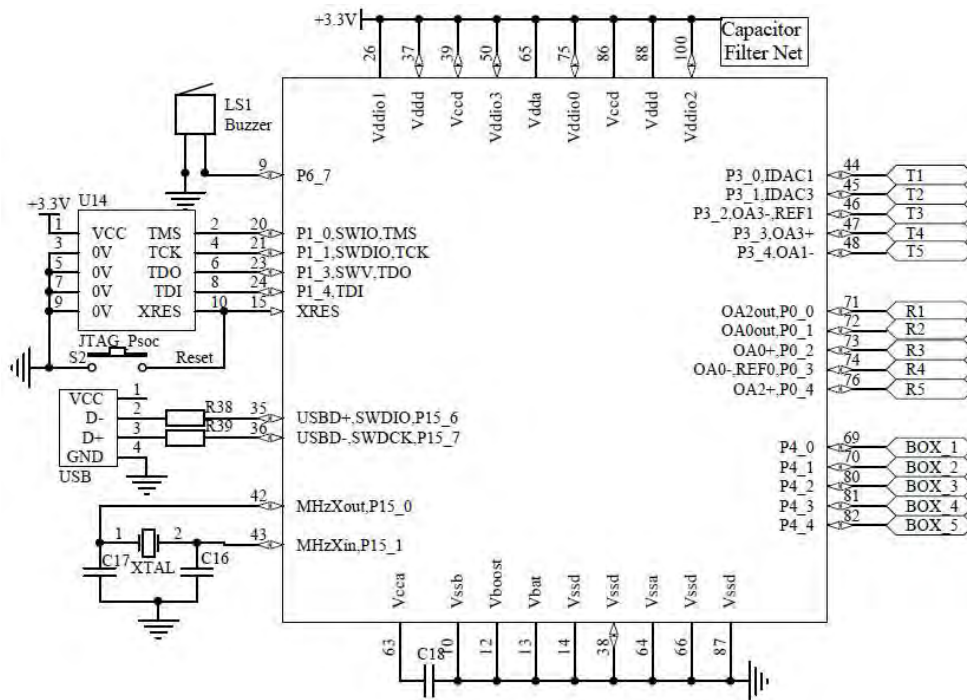 +3.3V
Capacitor
Filter Net
26 37 39 50 65 75 86 88 100
Vddio1 Vddd Vccd Vddio3 Vdda Vddio0 Vccd Vddd Vddio2
LS1
Buzzer
9 P6_7
+3.3V U14
1 VCC TMS 2 20 P1_0,SWIO,TMS
3 0V TCK 4 21 P1_1,SWDIO,TCK
5 0V TDO 6 23 P1_3,SWV,TDO
7 0V TDI 8 24 P1_4,TDI
9 0V XRES 10 15 XRES
JTAG_Psoc
S2 Reset
VCC 1
D- 2 R38 35 USBD+,SWDIO,P15_6
D+ 3 R39 36 USBD-,SWDCK,P15_7
GND 4
USB
42 MHzXout,P15_0
1 2 43 MHzXin,P15_1
C17 XTAL C16
P3_0,IDAC1 44 T1
P3_1,IDAC3 45 T2
P3_2,OA3-,REF1 46 T3
P3_3,OA3+ 47 T4
P3_4,OA1- 48 T5
OA2out,P0_0 71 R1
OA0out,P0_1 72 R2
OA0+,P0_2 73 R3
OA0-,REF0,P0_3 74 R4
OA2+,P0_4 76 R5
P4_0 69 BOX_1
P4_1 70 BOX_2
P4_2 80 BOX_3
P4_3 81 BOX_4
P4_4 82 BOX_5
Vcca Vssb Vboost Vbat Vssd Vssd Vssa Vssd Vssd
63 10 12 13 14 38 64 66 87
C18